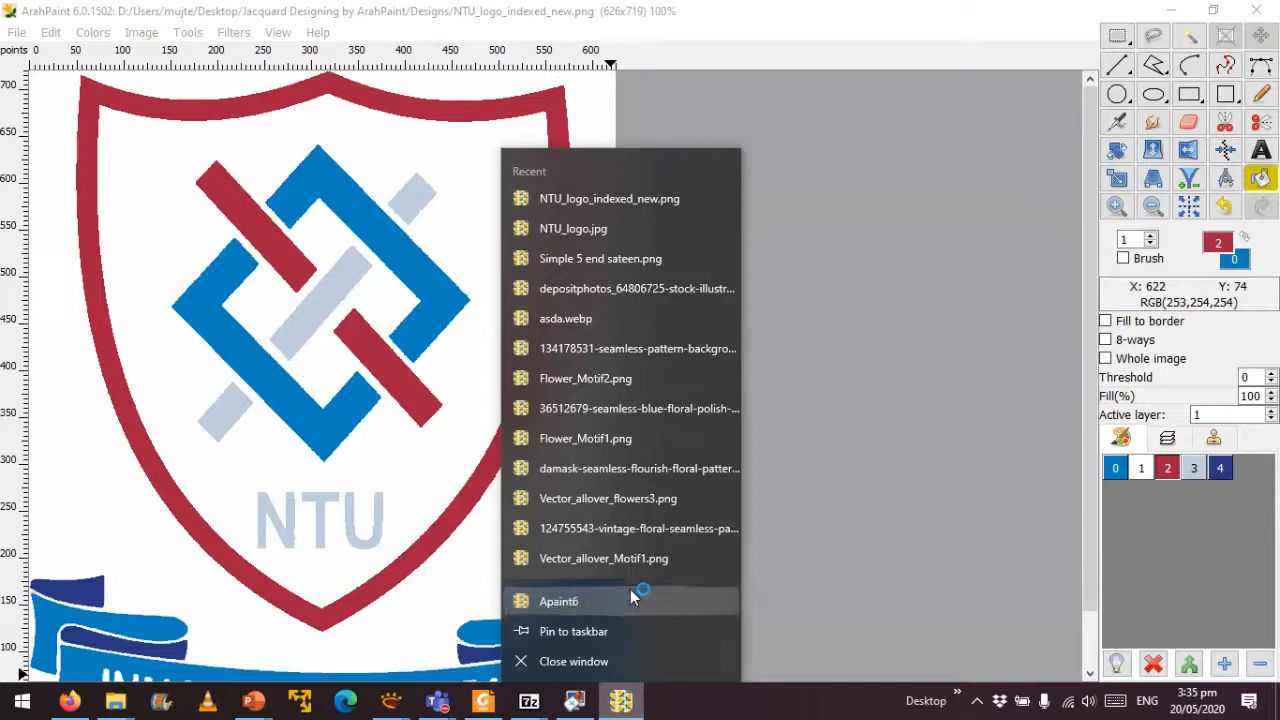 ArahPaint 6.0.1502: D:/Users/mujte/Desktop/Jacquard Designing by ArahPaint/Designs/NTU_logo_indexed_new.png (626x719) 100%
File Edit Colors Image Tools Filters View Help
points 0 50 100 150 200 250 300 350 400 450 500 550 600
700
650
600
550
500
450
400
350
300
250
200
150
100
NTU
Recent
NTU_logo_indexed_new.png
NTU_logo.jpg
Simple 5 end sateen.png
depositphotos_64806725-stock-illustr...
asda.webp
134178531-seamless-pattern-backgro...
Flower_Motif2.png
36512679-seamless-blue-floral-polish-...
Flower_Motif1.png
damask-seamless-flourish-floral-patter...
Vector_allover_flowers3.png
124755543-vintage-floral-seamless-pa...
Vector_allover_Motif1.png
Apaint6
Pin to taskbar
Close window
1
2
0
Brush
X: 622 Y: 74
RGB(253,254,254)
Fill to border
8-ways
Whole image
Threshold 0
Fill(%) 100
Active layer: 1
0 1 2 3 4
7z
Desktop
ENG
3:35 pm
20/05/2020